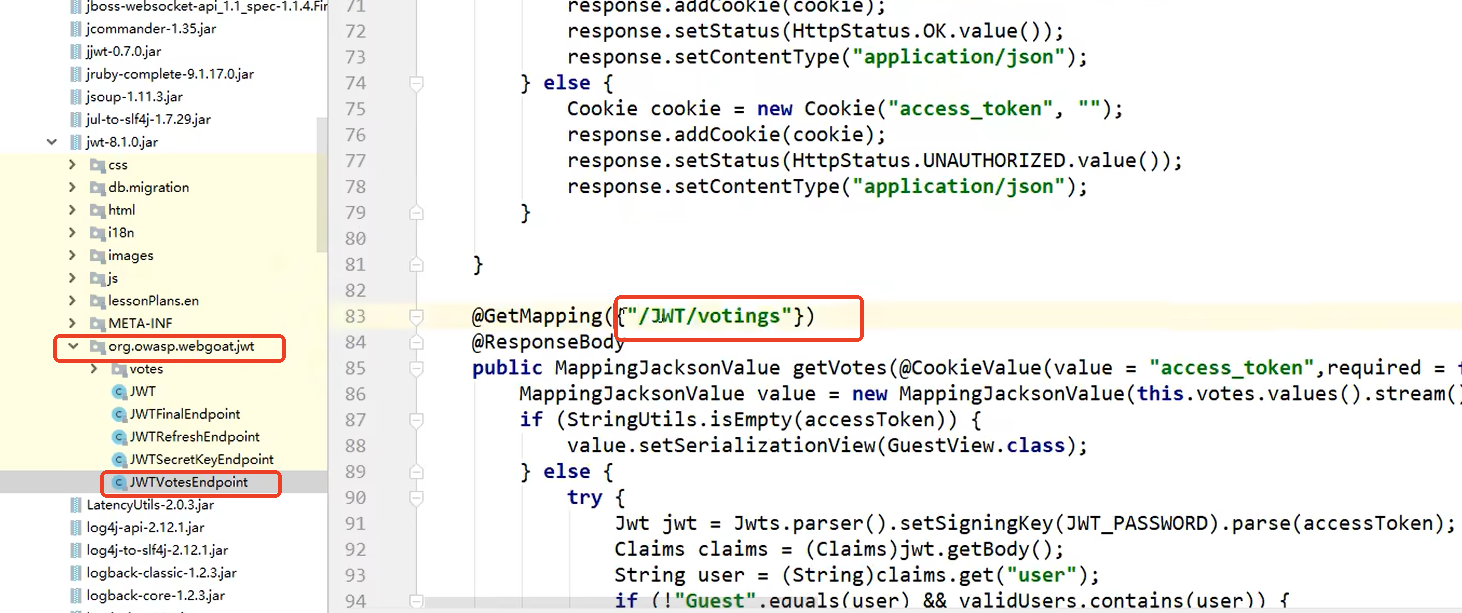 jboss-websocket-api_1.1_spec-1.1.4.Fir
jcommander-1.35.jar
jjwt-0.7.0.jar
jruby-complete-9.1.17.0.jar
jsoup-1.11.3.jar
jul-to-slf4j-1.7.29.jar
jwt-8.1.0.jar
css
db.migration
html
i18n
images
js
lessonPlans.en
META-INF
org.owasp.webgoat.jwt
votes
JWT
JWTFinalEndpoint
JWTRefreshEndpoint
JWTSecretKeyEndpoint
JWTVotesEndpoint
LatencyUtils-2.0.3.jar
log4j-api-2.12.1.jar
log4j-to-slf4j-2.12.1.jar
logback-classic-1.2.3.jar
logback-core-1.2.3.jar
71 response.addCookie(cookie);
72 response.setStatus(HttpStatus.OK.value());
73 response.setContentType("application/json");
74 } else {
75 Cookie cookie = new Cookie("access_token", "");
76 response.addCookie(cookie);
77 response.setStatus(HttpStatus.UNAUTHORIZED.value());
78 response.setContentType("application/json");
79 }
80
81 }
82
83 @GetMapping({"/JWT/votings"})
84 @ResponseBody
85 public MappingJacksonValue getVotes(@CookieValue(value = "access_token",required = f
86 MappingJacksonValue value = new MappingJacksonValue(this.votes.values().stream()
87 if (StringUtils.isEmpty(accessToken)) {
88 value.setSerializationView(GuestView.class);
89 } else {
90 try {
91 Jwt jwt = Jwts.parser().setSigningKey(JWT_PASSWORD).parse(accessToken);
92 Claims claims = (Claims)jwt.getBody();
93 String user = (String)claims.get("user");
94 if (!"Guest".equals(user) && validUsers.contains(user)) {